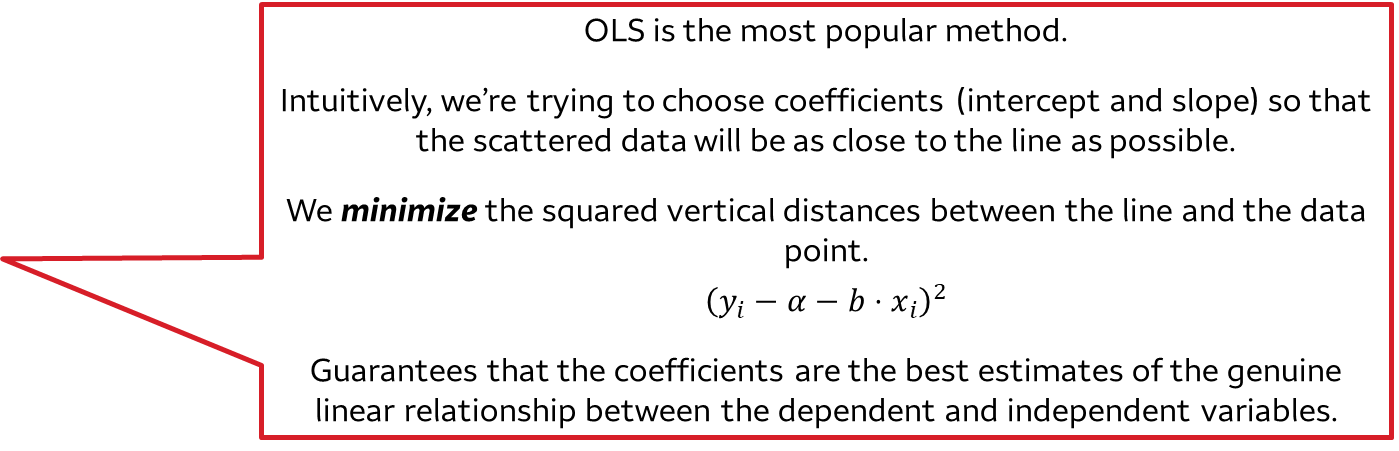 OLS is the most popular method.
Intuitively, we're trying to choose coefficients (intercept and slope) so that
the scattered data will be as close to the line as possible.
We minimize the squared vertical distances between the line and the data
point.
(yᵢ − α − b · xᵢ)²
Guarantees that the coefficients are the best estimates of the genuine
linear relationship between the dependent and independent variables.